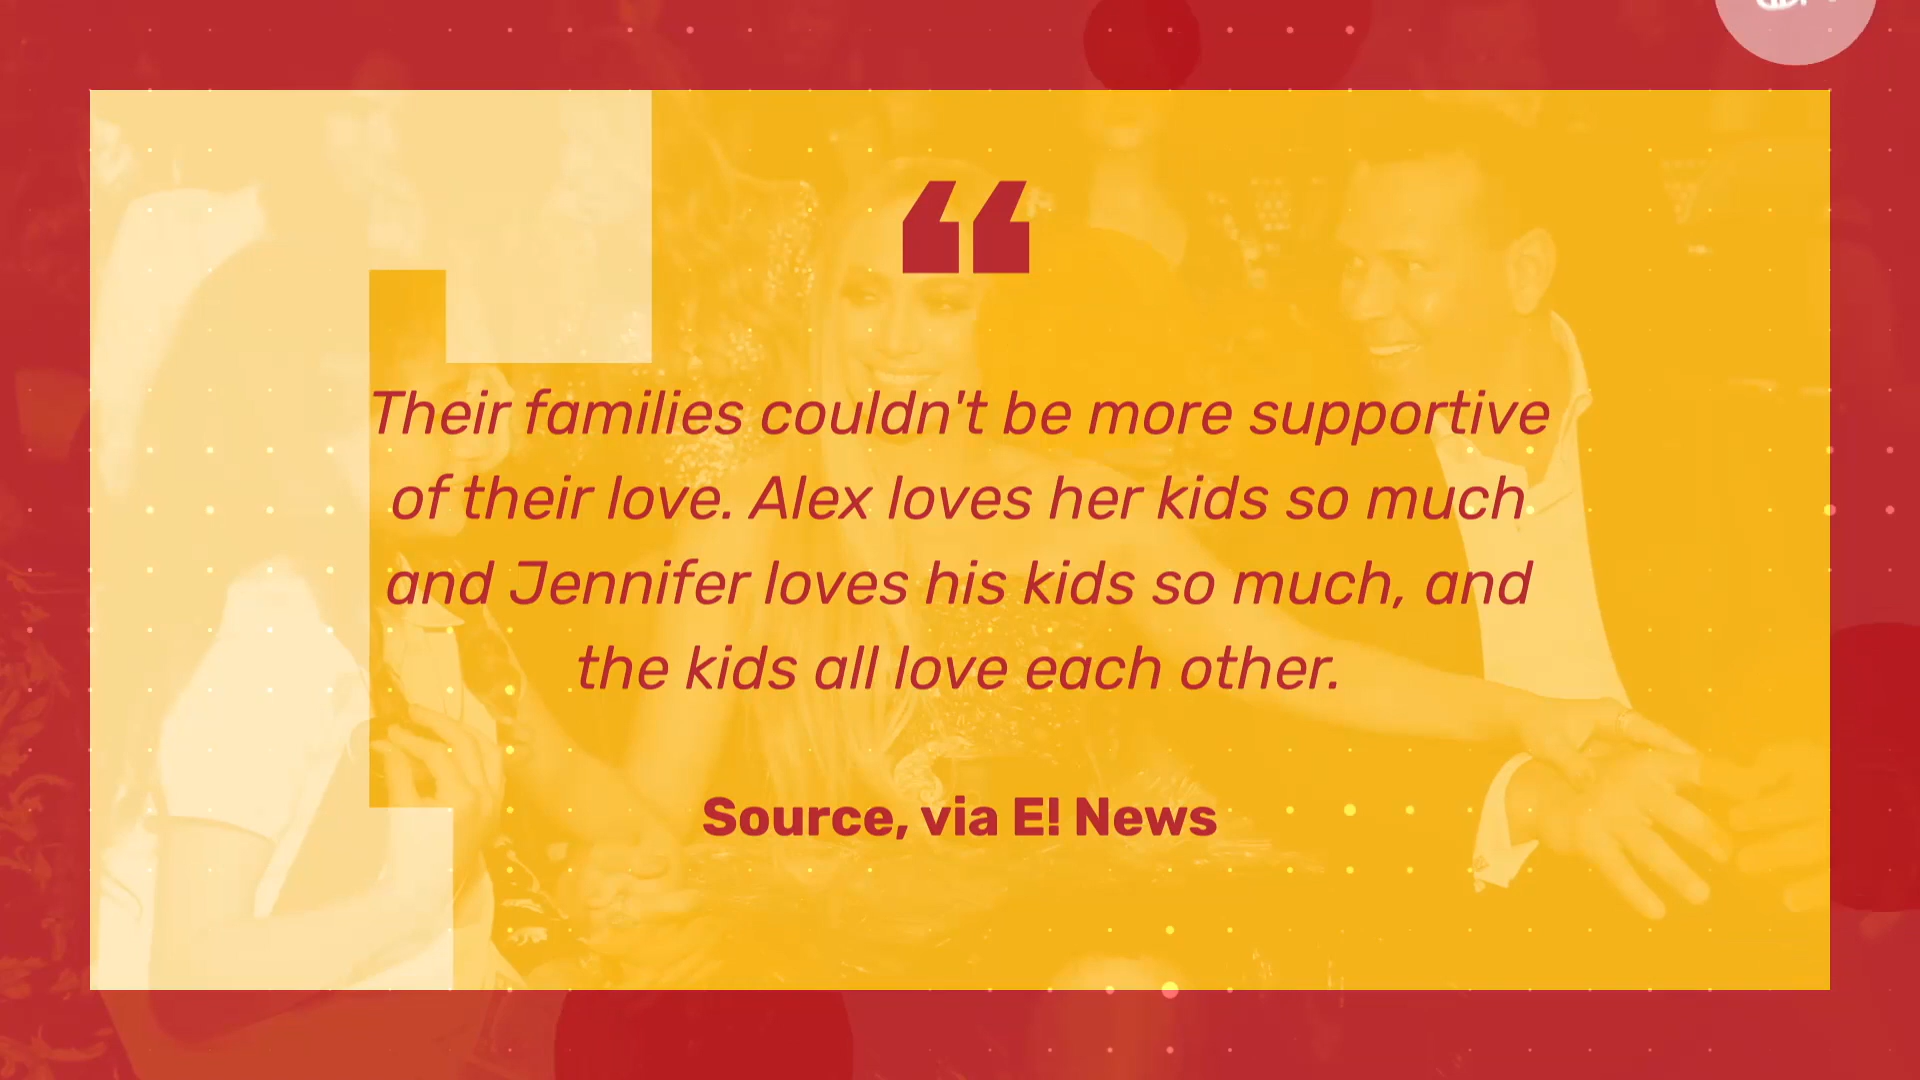 Their families couldn't be more supportive
of their love. Alex loves her kids so much
and Jennifer loves his kids so much, and
the kids all love each other.
Source, via E! News